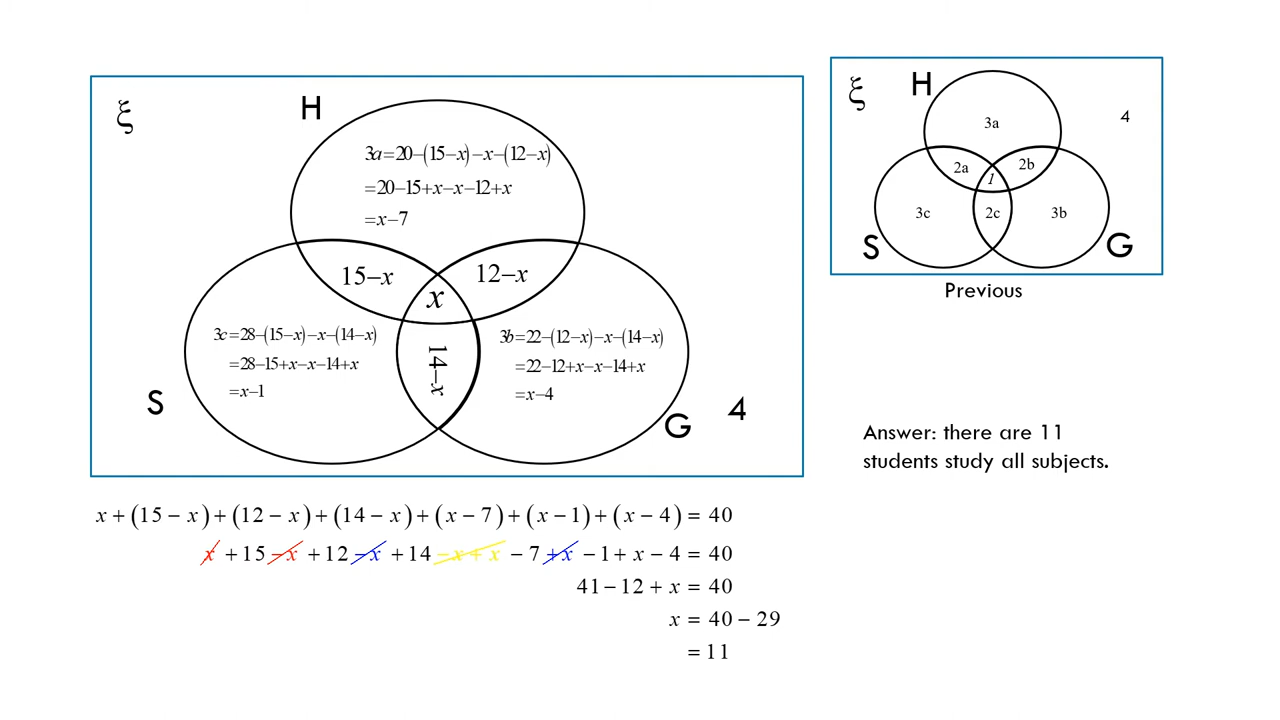 ξ
H
3a=20−(15−x)−x−(12−x)
=20−15+x−x−12+x
=x−7
15−x
12−x
x
3c=28−(15−x)−x−(14−x)
=28−15+x−x−14+x
=x−1
14−x
3b=22−(12−x)−x−(14−x)
=22−12+x−x−14+x
=x−4
S
G
4
ξ
H
3a
4
2a
2b
1
3c
2c
3b
S
G
Previous
Answer: there are 11
students study all subjects.
x + (15 − x) + (12 − x) + (14 − x) + (x − 7) + (x − 1) + (x − 4) = 40
x + 15 − x + 12 − x + 14 − x + x − 7 + x − 1 + x − 4 = 40
41 − 12 + x = 40
x = 40 − 29
= 11